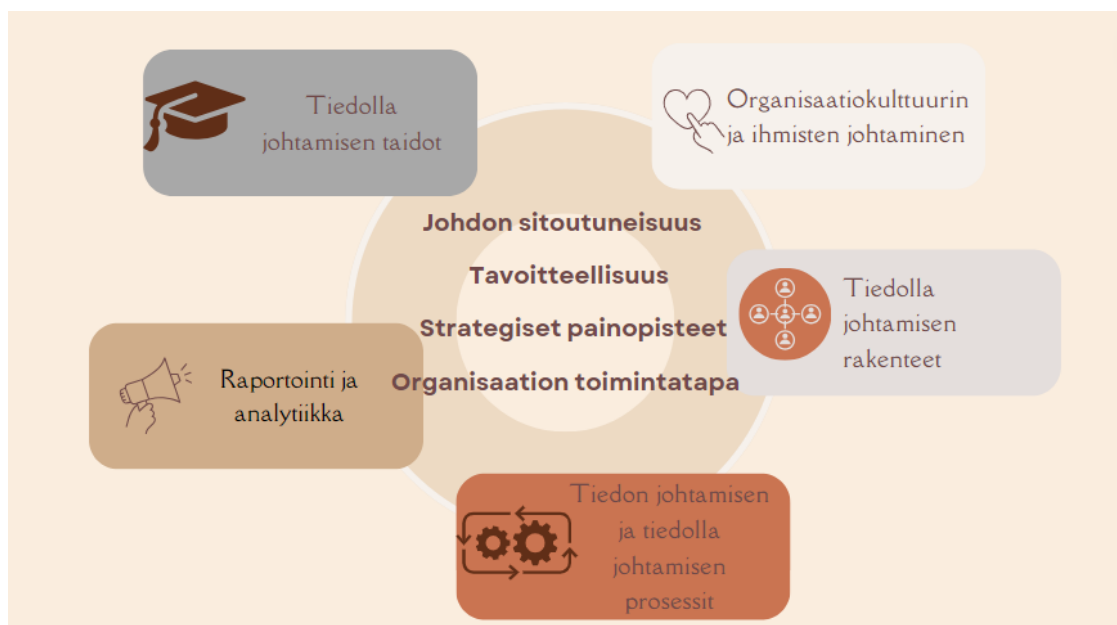 Tiedolla
johtamisen taidot
Organisaatiokulttuurin
ja ihmisten johtaminen
Johdon sitoutuneisuus
Tavoitteellisuus
Strategiset painopisteet
Organisaation toimintatapa
Tiedolla
johtamisen
rakenteet
Raportointi ja
analytiikka
Tiedon johtamisen
ja tiedolla
johtamisen
prosessit